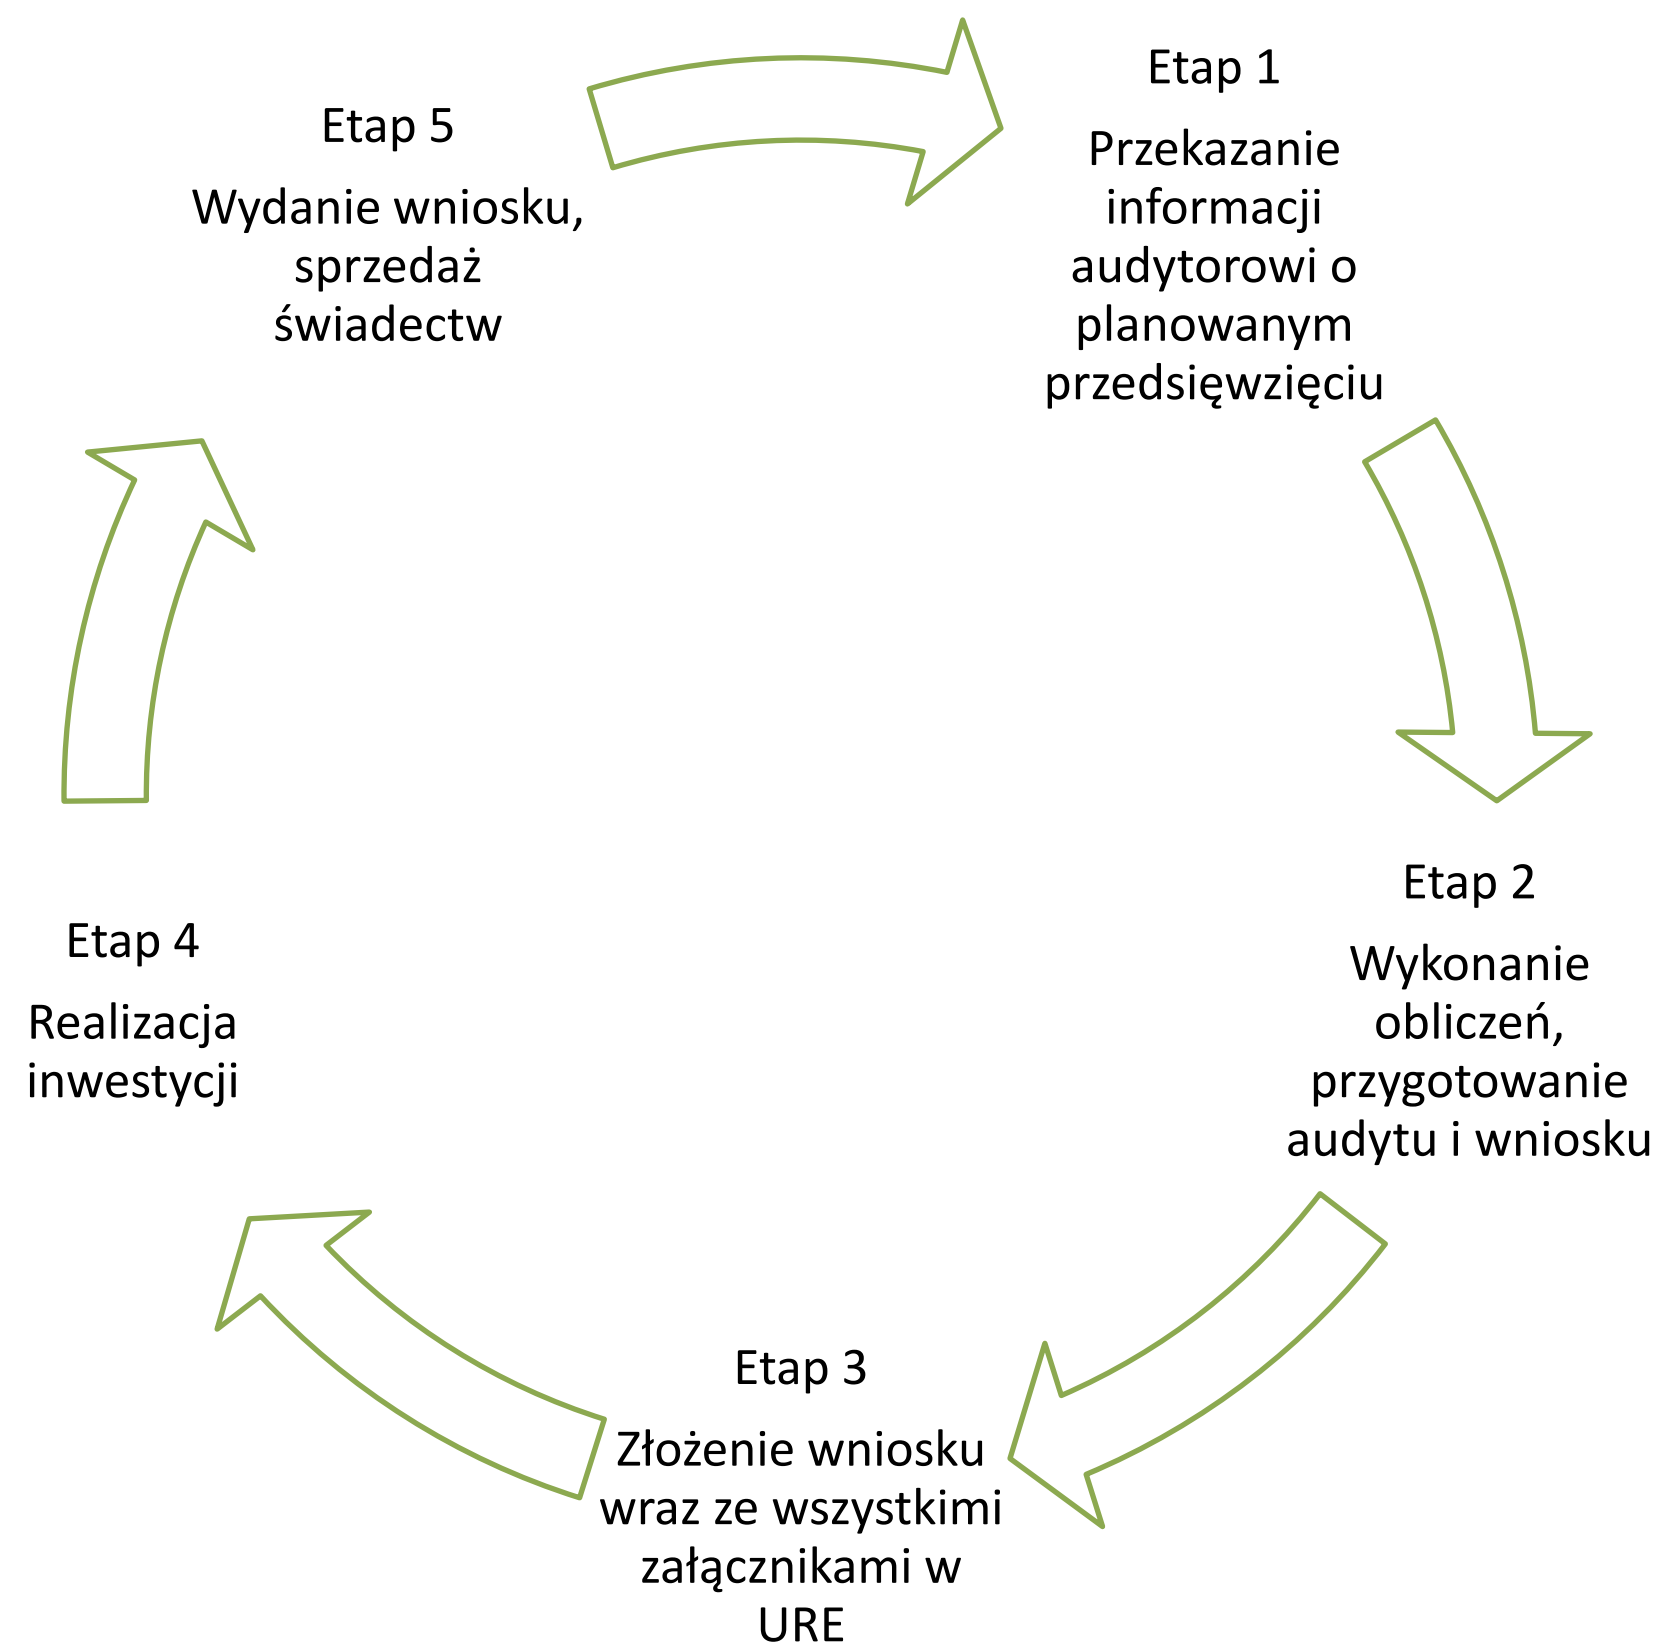 Etap 1
Przekazanie
informacji
audytorowi o
planowanym
przedsięwzięciu
Etap 2
Wykonanie
obliczeń,
przygotowanie
audytu i wniosku
Etap 3
Złożenie wniosku
wraz ze wszystkimi
załącznikami w
URE
Etap 4
Realizacja
inwestycji
Etap 5
Wydanie wniosku,
sprzedaż
świadectw